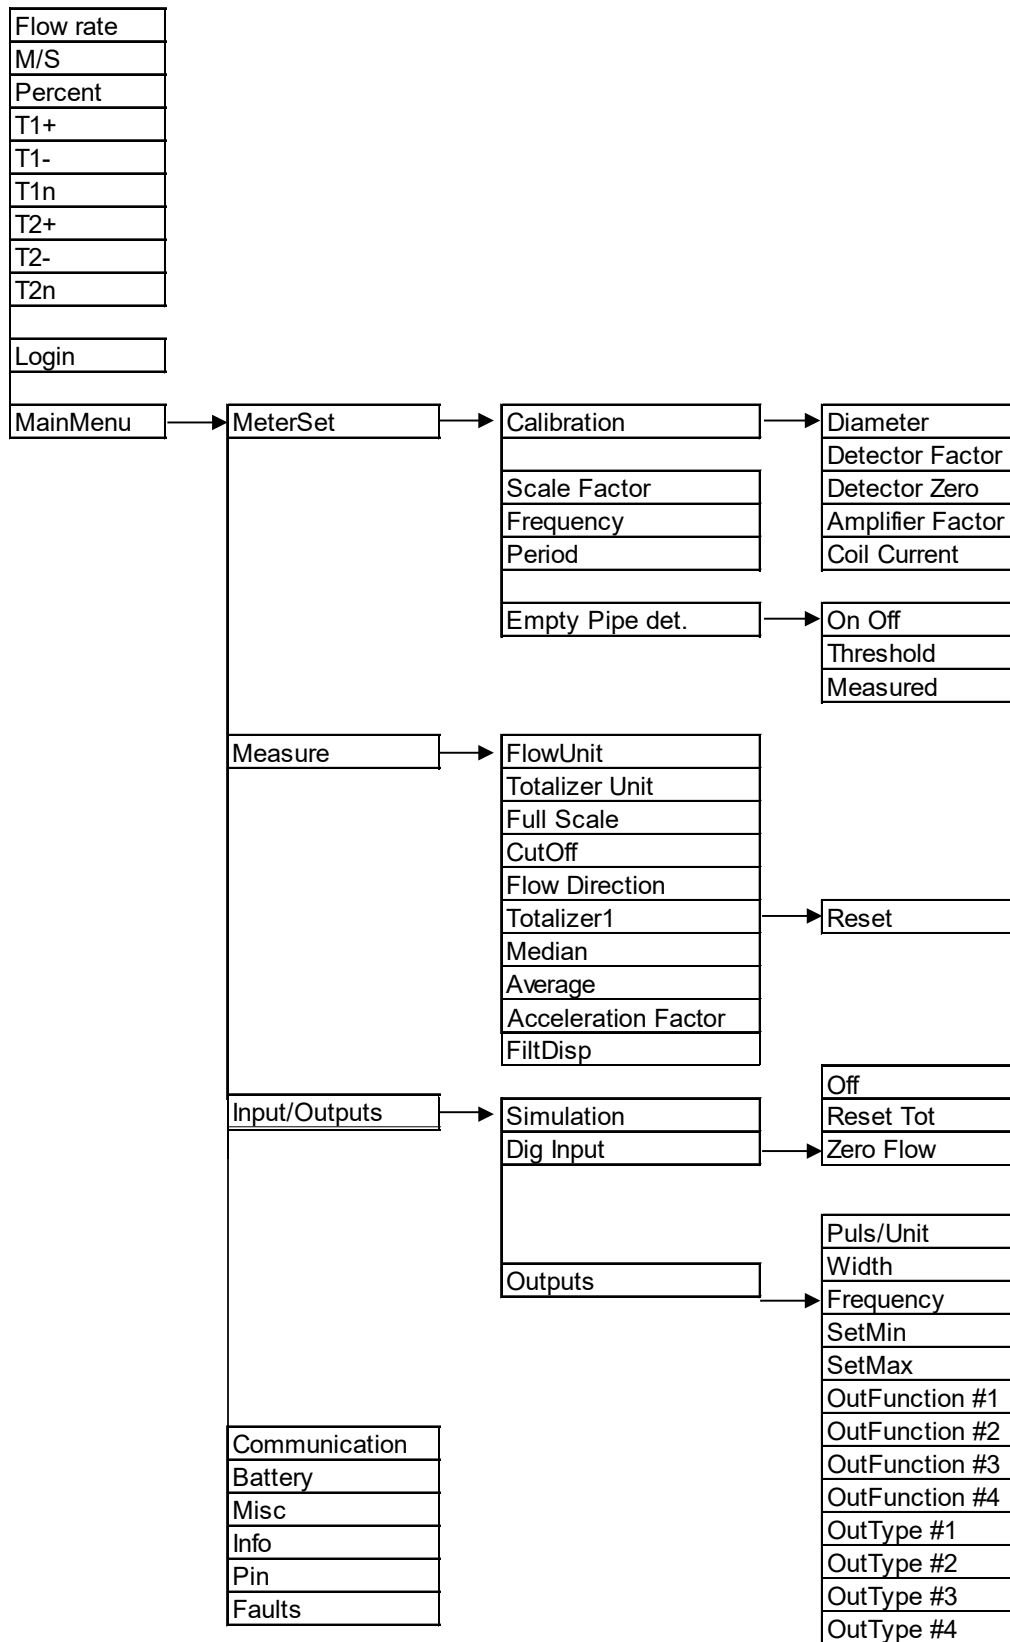 Flow rate
M/S
Percent
T1+
T1-
T1n
T2+
T2-
T2n
Login
MainMenu
MeterSet
Calibration
Diameter
Detector Factor
Scale Factor
Detector Zero
Frequency
Amplifier Factor
Period
Coil Current
Empty Pipe det.
On Off
Threshold
Measured
Measure
FlowUnit
Totalizer Unit
Full Scale
CutOff
Flow Direction
Totalizer1
Reset
Median
Average
Acceleration Factor
FiltDisp
Off
Input/Outputs
Simulation
Reset Tot
Dig Input
Zero Flow
Puls/Unit
Width
Outputs
Frequency
SetMin
SetMax
OutFunction #1
OutFunction #2
Communication
OutFunction #3
Battery
OutFunction #4
Misc
OutType #1
Info
OutType #2
Pin
OutType #3
Faults
OutType #4